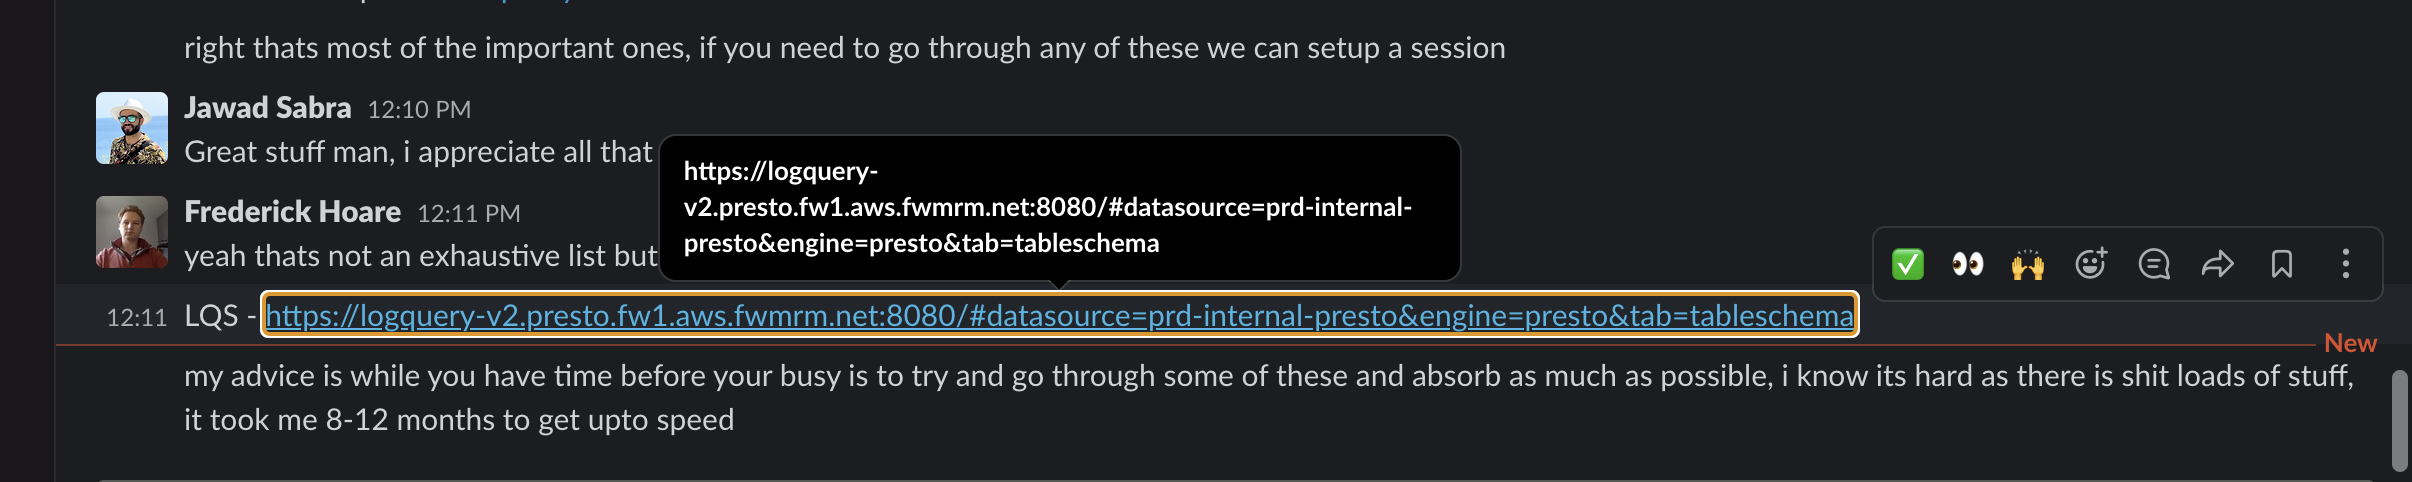 right thats most of the important ones, if you need to go through any of these we can setup a session
Jawad Sabra 12:10 PM
Great stuff man, i appreciate all that
https://logquery-
v2.presto.fw1.aws.fwmrm.net:8080/#datasource=prd-internal-
presto&engine=presto&tab=tableschema
Frederick Hoare 12:11 PM
yeah thats not an exhaustive list but
12:11 LQS - https://logquery-v2.presto.fw1.aws.fwmrm.net:8080/#datasource=prd-internal-presto&engine=presto&tab=tableschema
New
my advice is while you have time before your busy is to try and go through some of these and absorb as much as possible, i know its hard as there is shit loads of stuff,
it took me 8-12 months to get upto speed